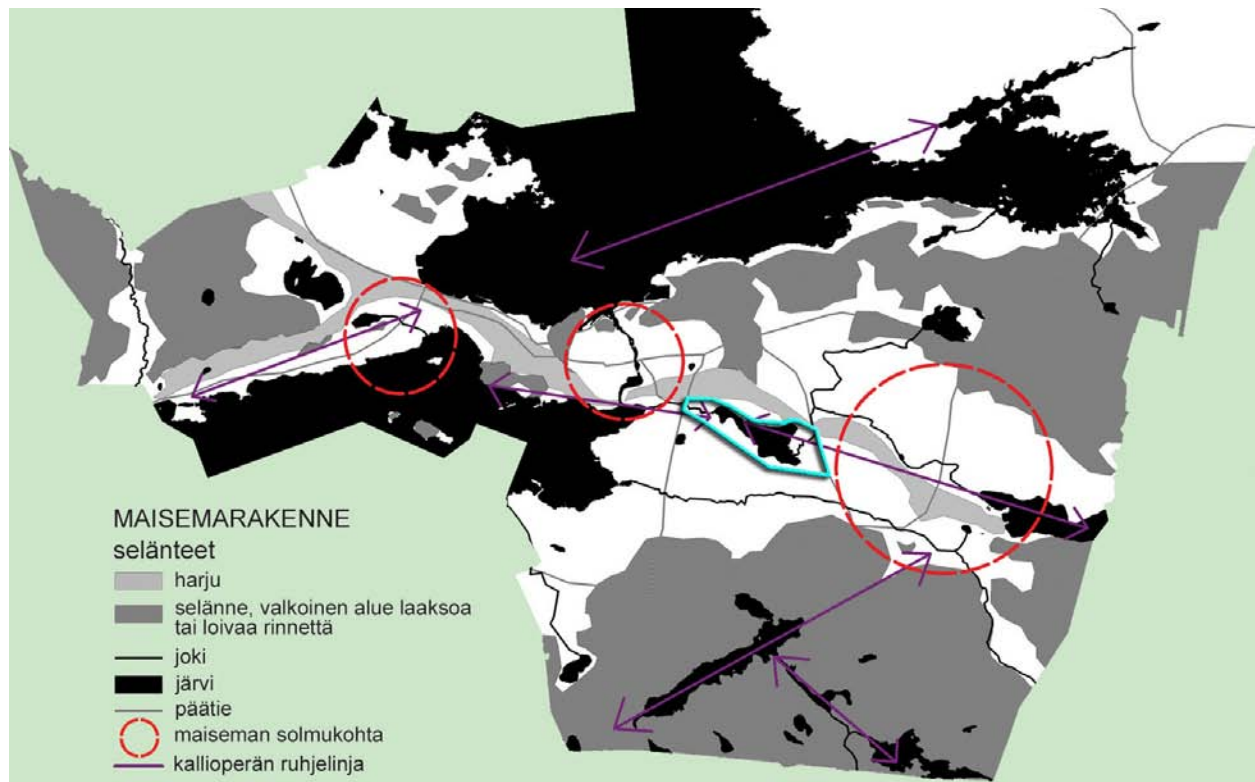 MAISEMARAKENNE
selänteet
harju
selänne, valkoinen alue laaksoa
tai loivaa rinnettä
joki
järvi
päätie
maiseman solmukohta
kallioperän ruhjelinja